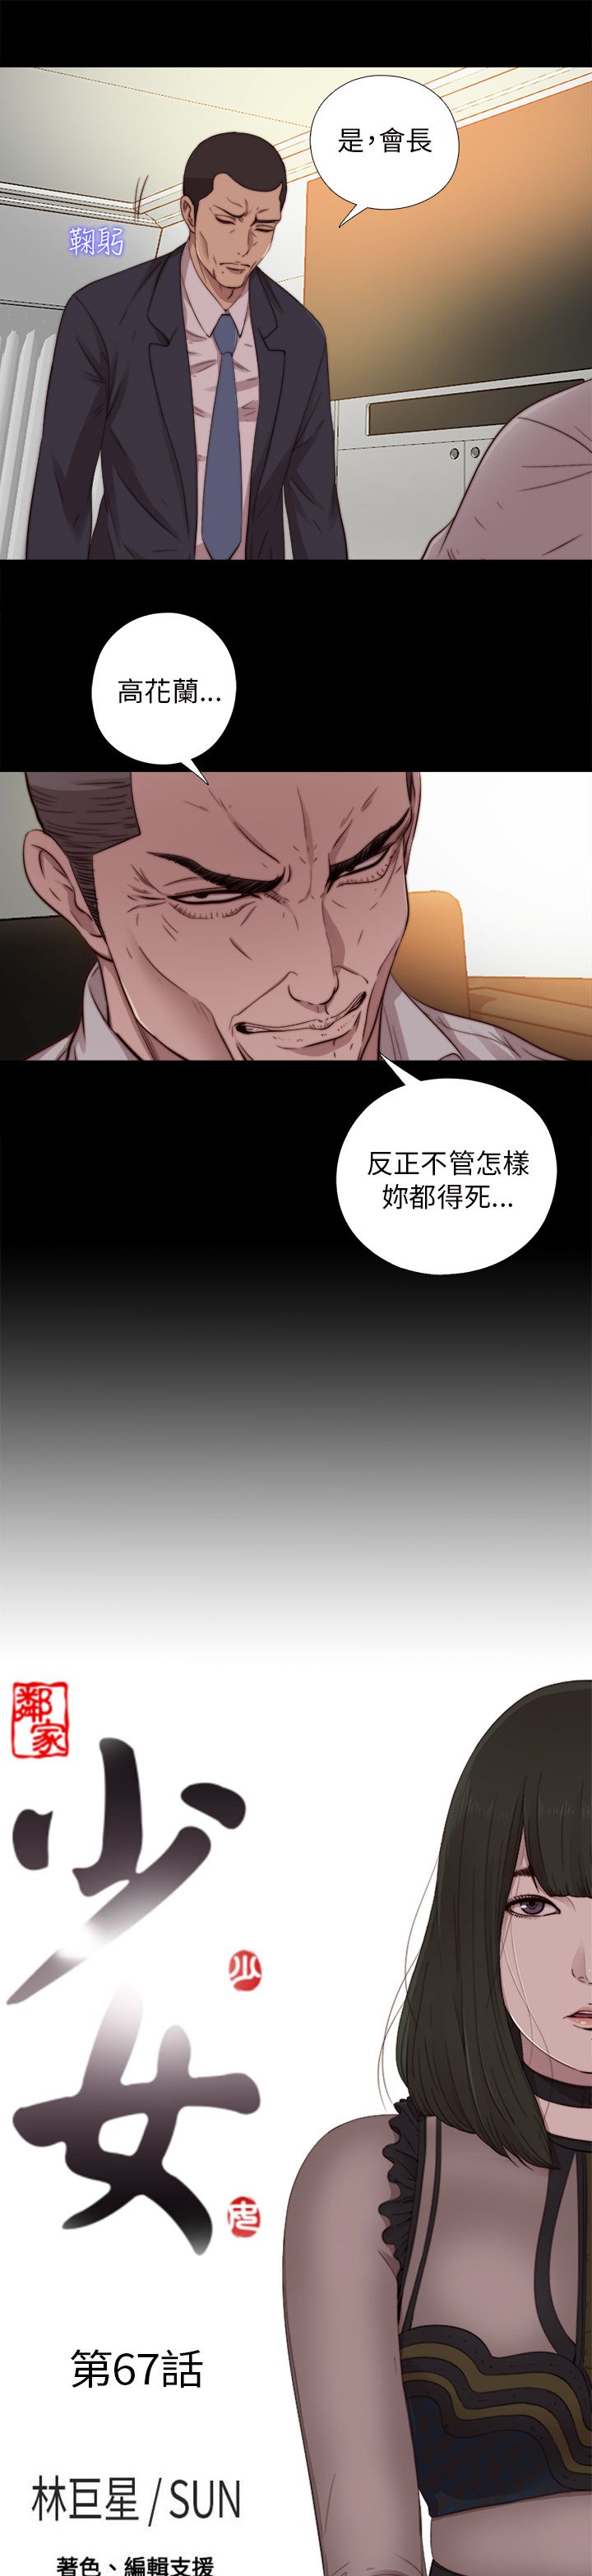 是,會長
鞠躬
高花蘭...
反正不管怎樣
妳都得死...
鄰家
少女
少
女
第67話
林巨星 / SUN
著色、編輯支援